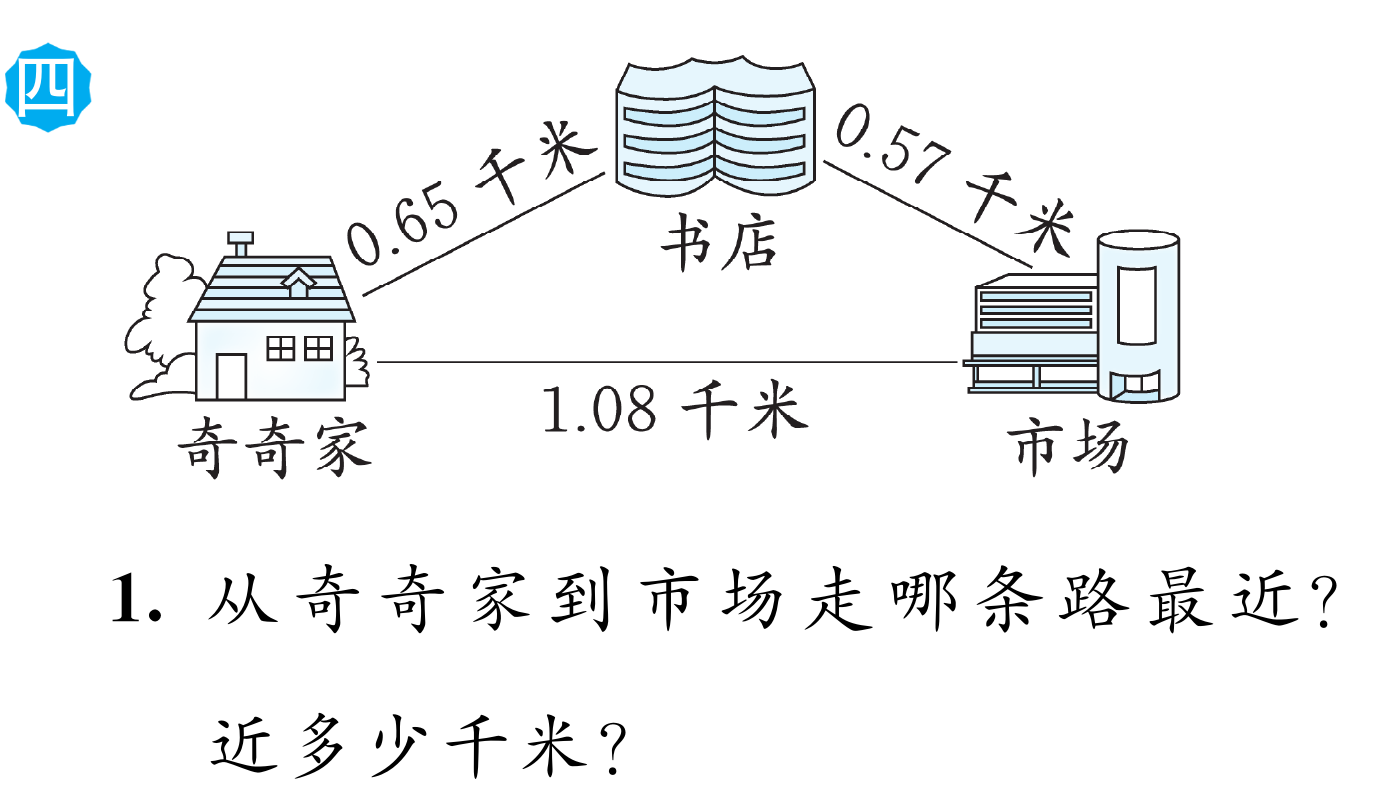 四
0.65 千米
0.57 千米
书店
1.08 千米
奇奇家
市场
1. 从奇奇家到市场走哪条路最近?
近多少千米?